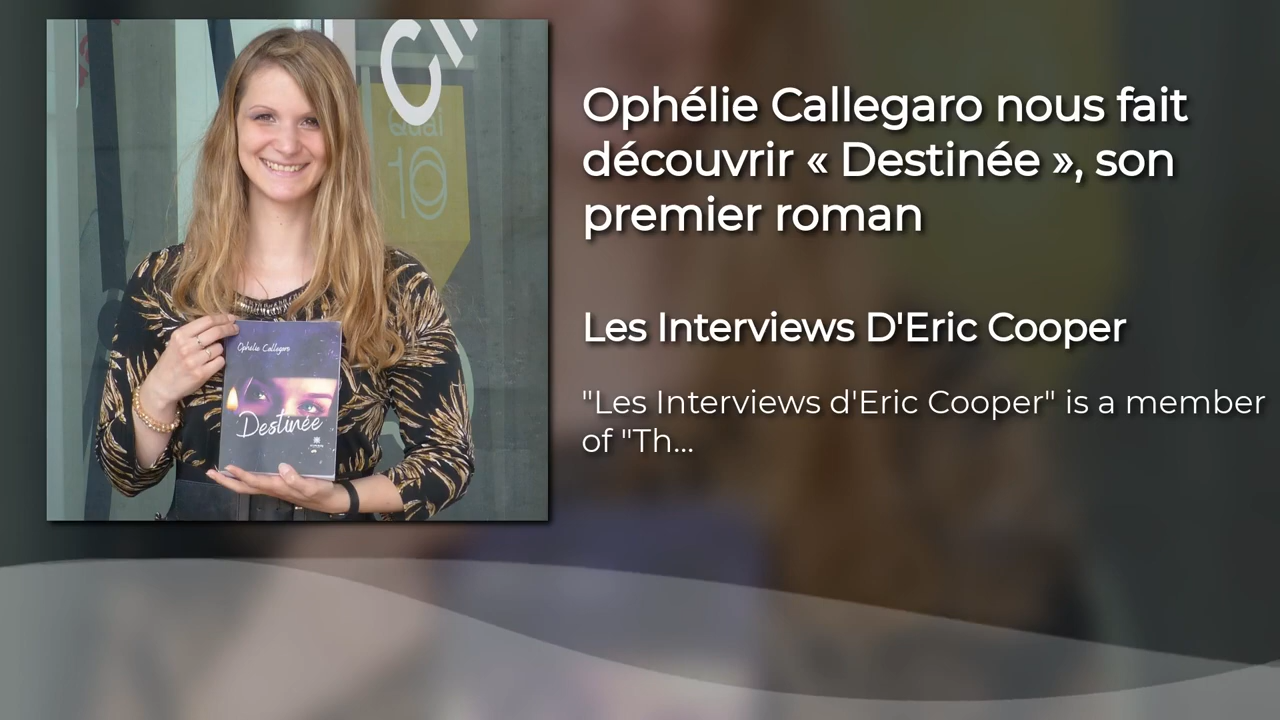 Ophélie Callegaro nous fait
découvrir « Destinée », son
premier roman
Les Interviews D'Eric Cooper
"Les Interviews d'Eric Cooper" is a member
of "Th...
Quai
10
Ophélie Callegaro
Destinée